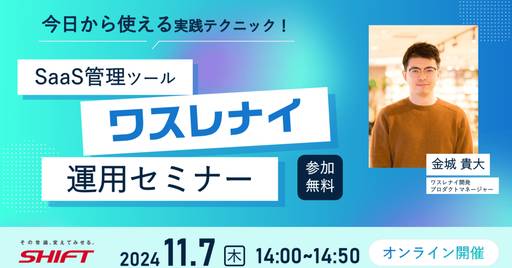 今日から使える実践テクニック！
SaaS管理ツール
ワスレナイ
運用セミナー
参加
無料
金城 貴大
ワスレナイ開発
プロダクトマネージャー
その常識、変えてみせる。
SHIFT
2024 11.7 木 14:00~14:50
オンライン開催